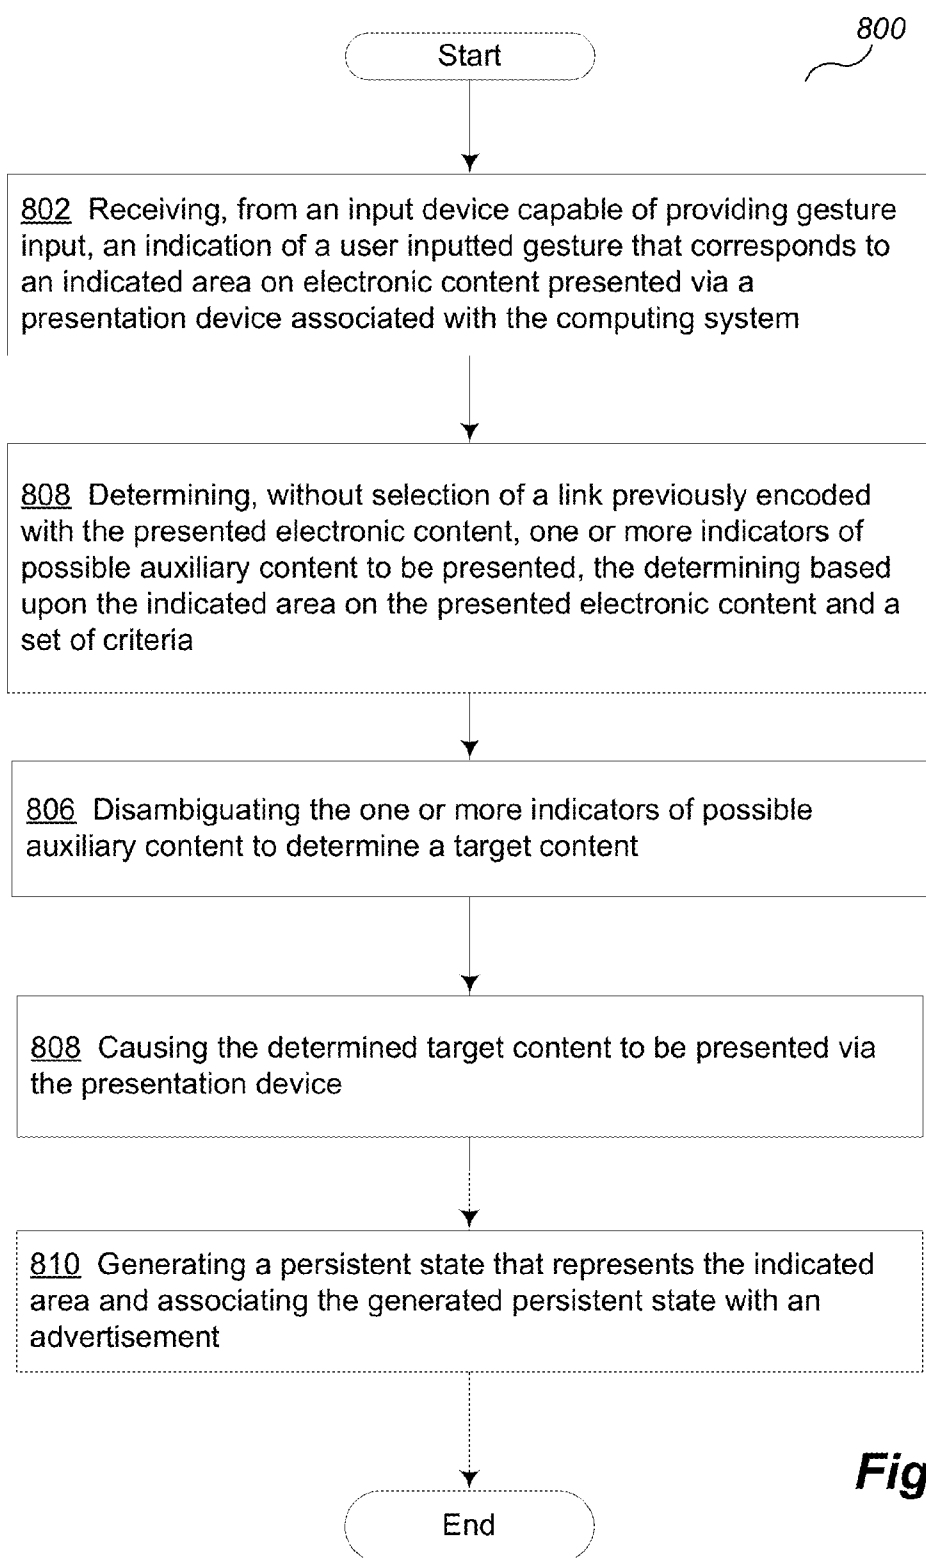 800
Start
802 Receiving, from an input device capable of providing gesture
input, an indication of a user inputted gesture that corresponds to
an indicated area on electronic content presented via a
presentation device associated with the computing system
808 Determining, without selection of a link previously encoded
with the presented electronic content, one or more indicators of
possible auxiliary content to be presented, the determining based
upon the indicated area on the presented electronic content and a
set of criteria
806 Disambiguating the one or more indicators of possible
auxiliary content to determine a target content
808 Causing the determined target content to be presented via
the presentation device
810 Generating a persistent state that represents the indicated
area and associating the generated persistent state with an
advertisement
Fig
End